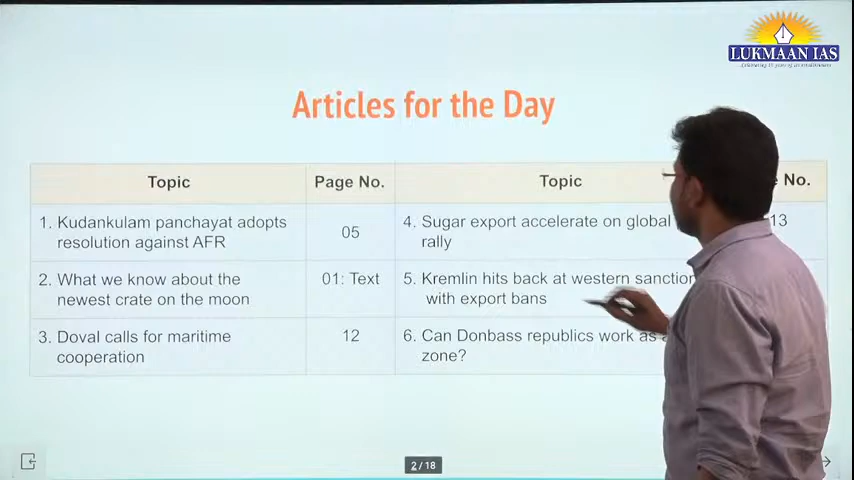 LUKMAAN IAS
Articles for the Day
Topic
Page No.
Topic
No.
1. Kudankulam panchayat adopts
resolution against AFR
05
4. Sugar export accelerate on global
rally
13
2. What we know about the
newest crate on the moon
01: Text
5. Kremlin hits back at western sanction
with export bans
3. Doval calls for maritime
cooperation
12
6. Can Donbass republics work as
zone?
2 / 18